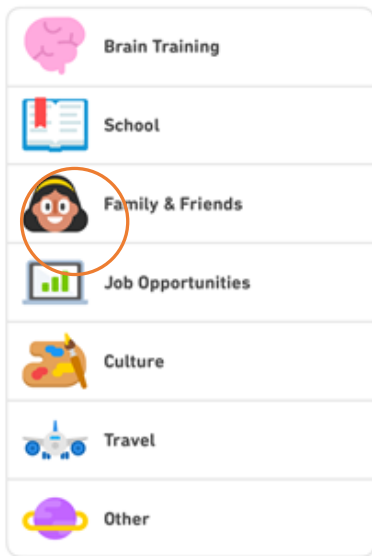 Brain Training
School
Family & Friends
Job Opportunities
Culture
Travel
Other